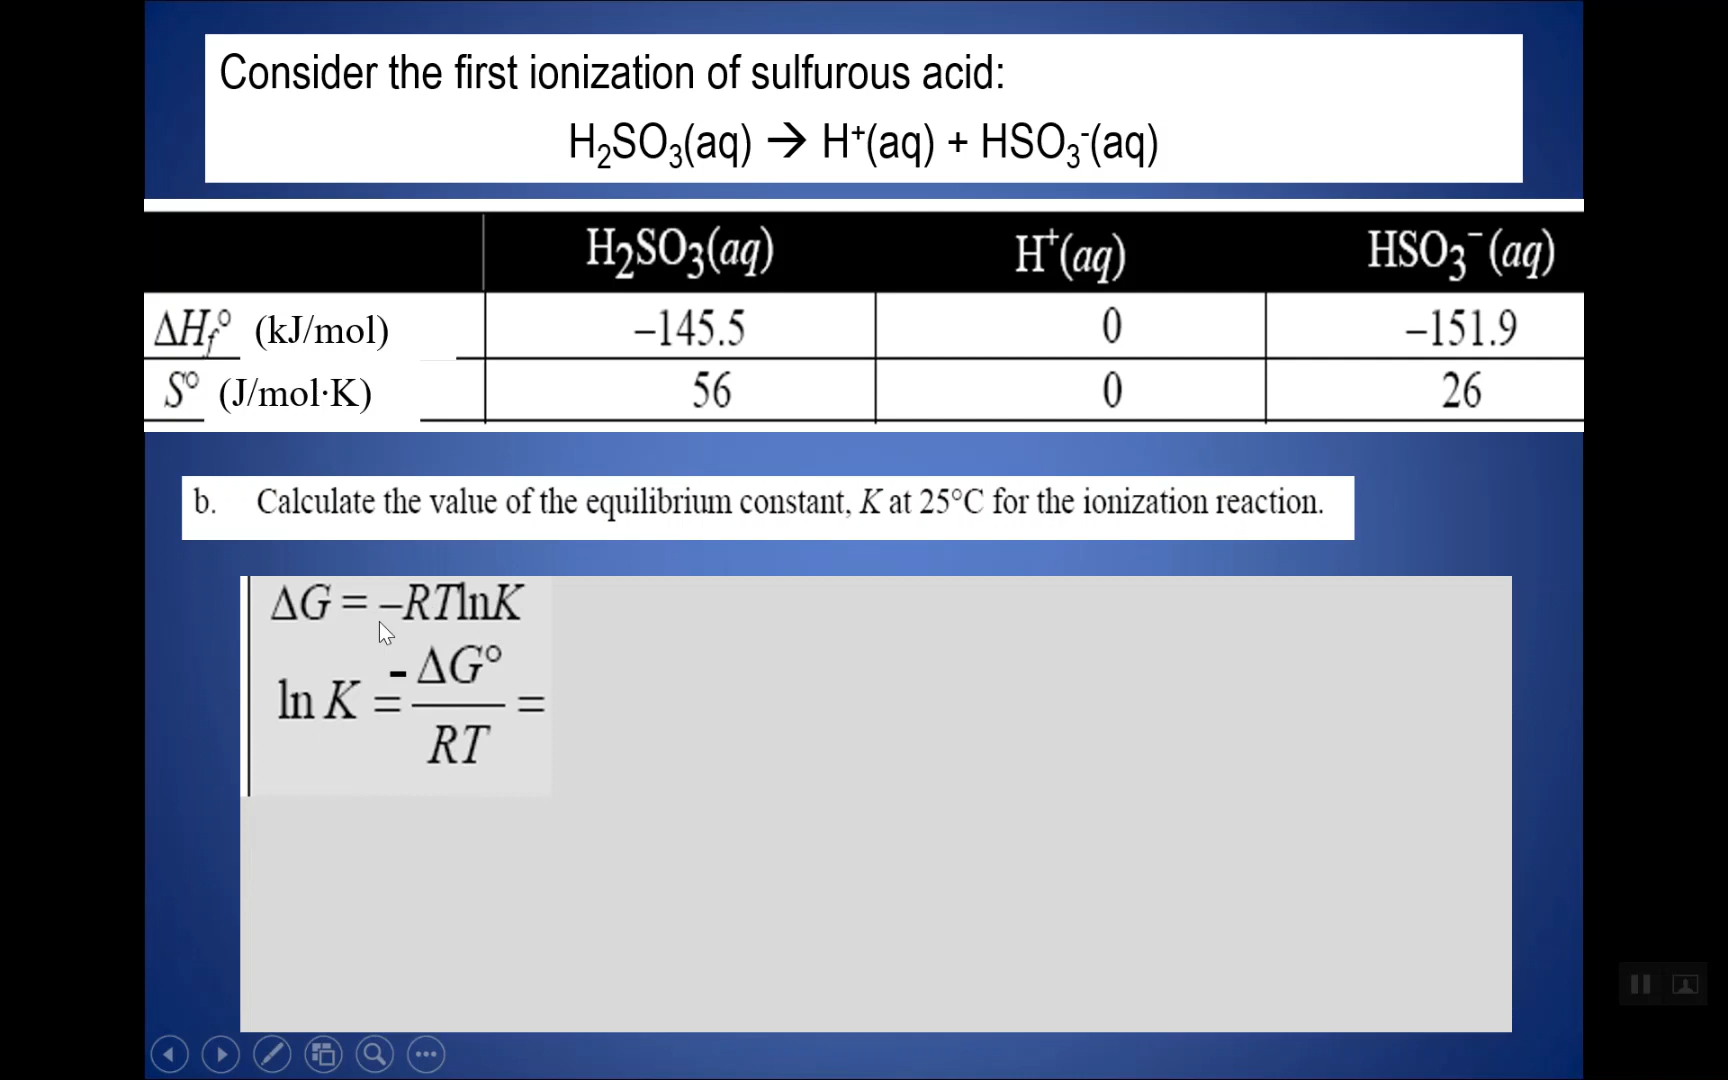 Consider the first ionization of sulfurous acid:
H₂SO₃(aq) → H⁺(aq) + HSO₃⁻(aq)
H₂SO₃(aq) H⁺(aq) HSO₃⁻(aq)
ΔH_f° (kJ/mol) –145.5 0 –151.9
S° (J/mol·K) 56 0 26
b. Calculate the value of the equilibrium constant, K at 25°C for the ionization reaction.
ΔG = –RTlnK
ln K = -ΔG°/RT =